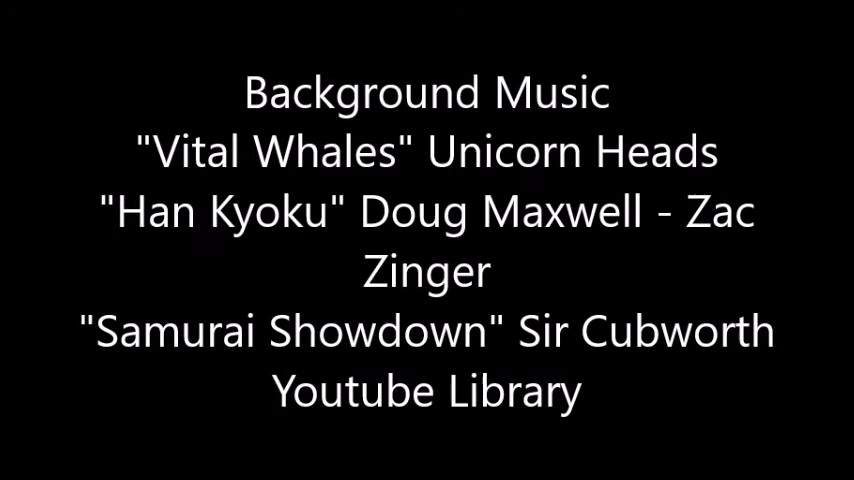 Background Music
"Vital Whales" Unicorn Heads
"Han Kyoku" Doug Maxwell - Zac
Zinger
"Samurai Showdown" Sir Cubworth
Youtube Library